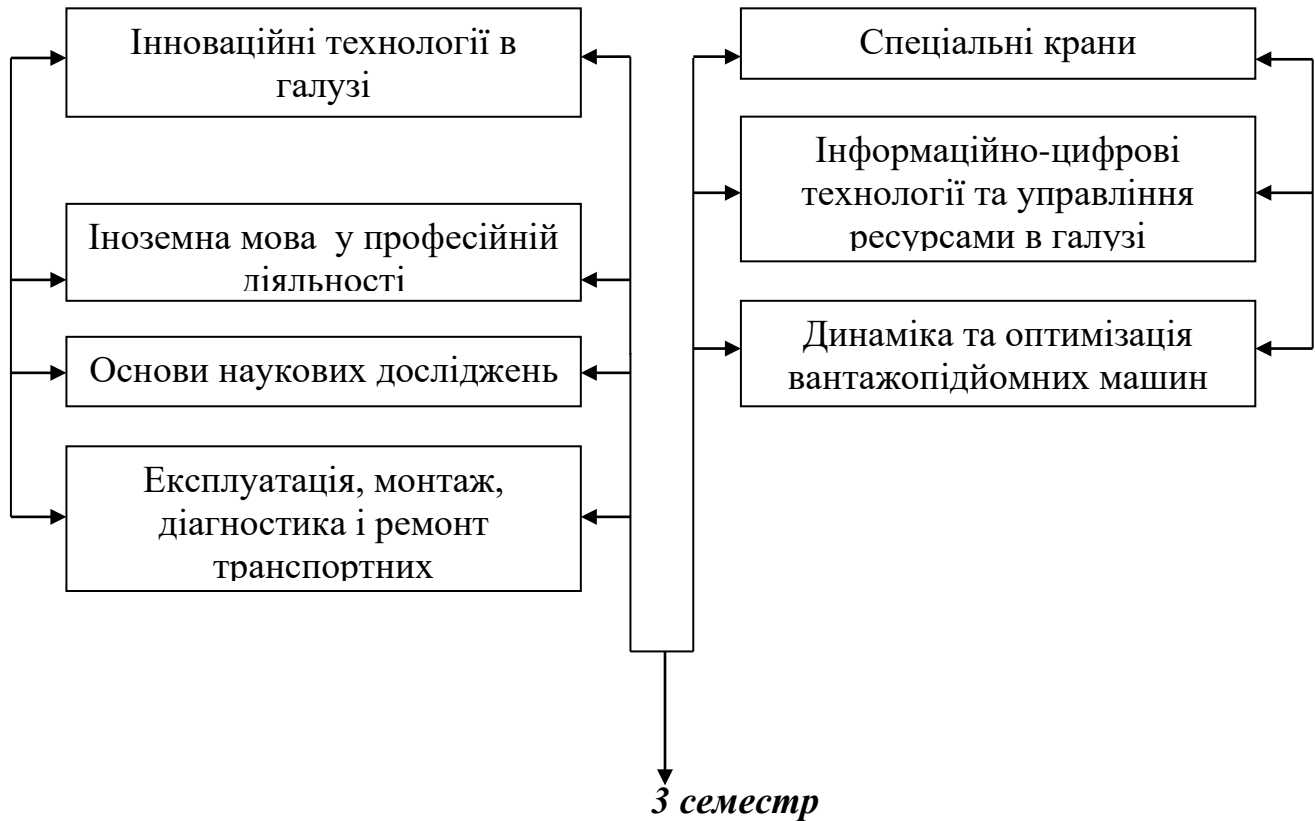 Інноваційні технології в
галузі
Іноземна мова у професійній
діяльності
Основи наукових досліджень
Експлуатація, монтаж,
діагностика і ремонт
транспортних
Спеціальні крани
Інформаційно-цифрові
технології та управління
ресурсами в галузі
Динаміка та оптимізація
вантажопідйомних машин
3 семестр